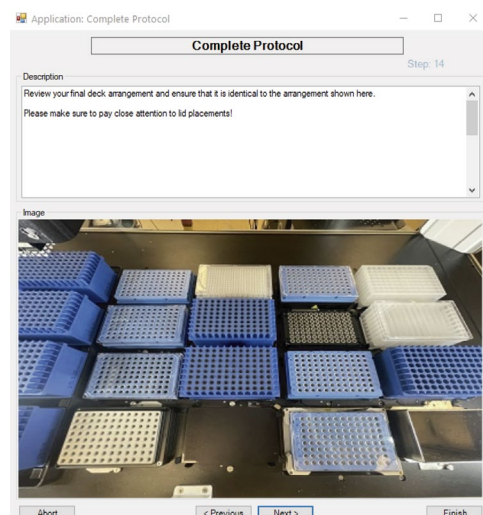 Application: Complete Protocol
Complete Protocol
Step: 14
Description
Review your final deck arrangement and ensure that it is identical to the arrangement shown here.
Please make sure to pay close attention to lid placements!
Image
Abort
< Previous
Next >
Finish